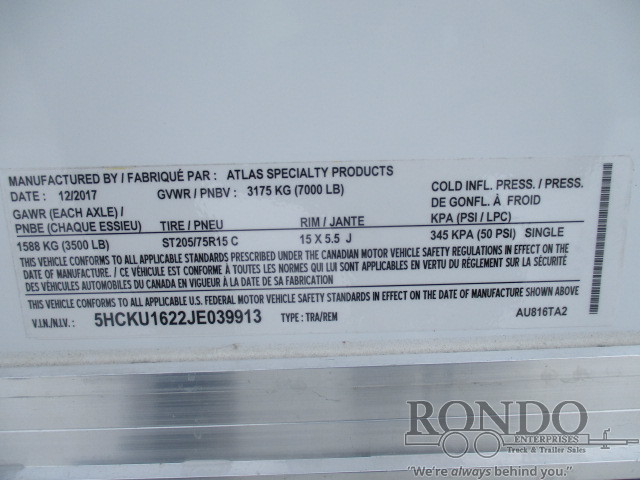 MANUFACTURED BY / FABRIQUÉ PAR : ATLAS SPECIALTY PRODUCTS
DATE : 12/2017 GVWR / PNBV : 3175 KG (7000 LB) COLD INFL. PRESS. / PRESS.
DE GONFL. À FROID
GAWR (EACH AXLE) /
PNBE (CHAQUE ESSIEU) TIRE / PNEU RIM / JANTE KPA (PSI / LPC)
1588 KG (3500 LB) ST205/75R15 C 15 X 5.5 J 345 KPA (50 PSI) SINGLE
THIS VEHICLE CONFORMS TO ALL APPLICABLE STANDARDS PRESCRIBED UNDER THE CANADIAN MOTOR VEHICLE SAFETY REGULATIONS IN EFFECT ON THE
DATE OF MANUFACTURE. / CE VEHICULE EST CONFORME A TOUTES LES NORMES QUI LUI SONT APPLICABLES EN VERTU DU RÈGLEMENT SUR LA SÉCURITÉ
DES VEHICULES AUTOMOBILES DU CANADA EN VIGUEUR À LA DATE DE SA FABRICATION
THIS VEHICLE CONFORMS TO ALL APPLICABLE U.S. FEDERAL MOTOR VEHICLE SAFETY STANDARDS IN EFFECT ON THE DATE OF MANUFACTURE SHOWN ABOVE.
V.I.N./N.I.V.: 5HCKU1622JE039913 TYPE: TRA/REM AU816TA2
RONDO
ENTERPRISES
Truck & Trailer Sales
"We're always behind you."